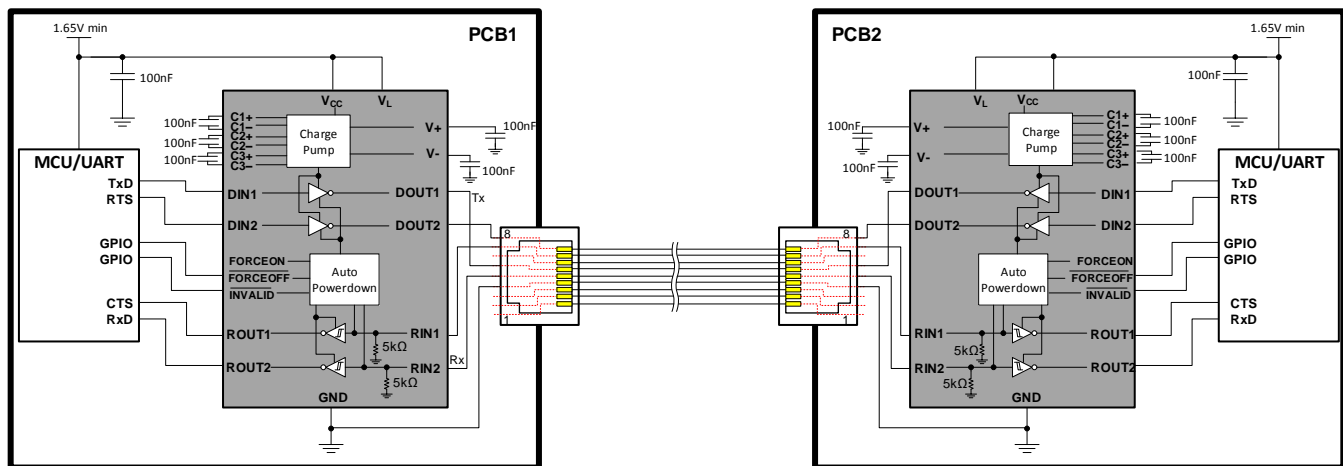 1.65V min
PCB1
100nF
VCC
VL
C1+
C1−
C2+
C2−
C3+
C3−
100nF
100nF
100nF
Charge
Pump
V+
V-
100nF
100nF
MCU/UART
TxD
RTS
GPIO
GPIO
CTS
RxD
DIN1
DIN2
FORCEON
FORCEOFF
INVALID
ROUT1
ROUT2
Auto
Powerdown
DOUT1
Tx
DOUT2
RIN1
Rx
RIN2
5kΩ
5kΩ
GND
8
1
PCB2
1.65V min
100nF
VL
VCC
V+
V-
100nF
100nF
Charge
Pump
C1+
C1−
C2+
C2−
C3+
C3−
100nF
100nF
100nF
DOUT1
DOUT2
DIN1
DIN2
FORCEON
FORCEOFF
INVALID
Auto
Powerdown
RIN1
RIN2
5kΩ
5kΩ
ROUT1
ROUT2
GND
8
1
MCU/UART
TxD
RTS
GPIO
GPIO
CTS
RxD